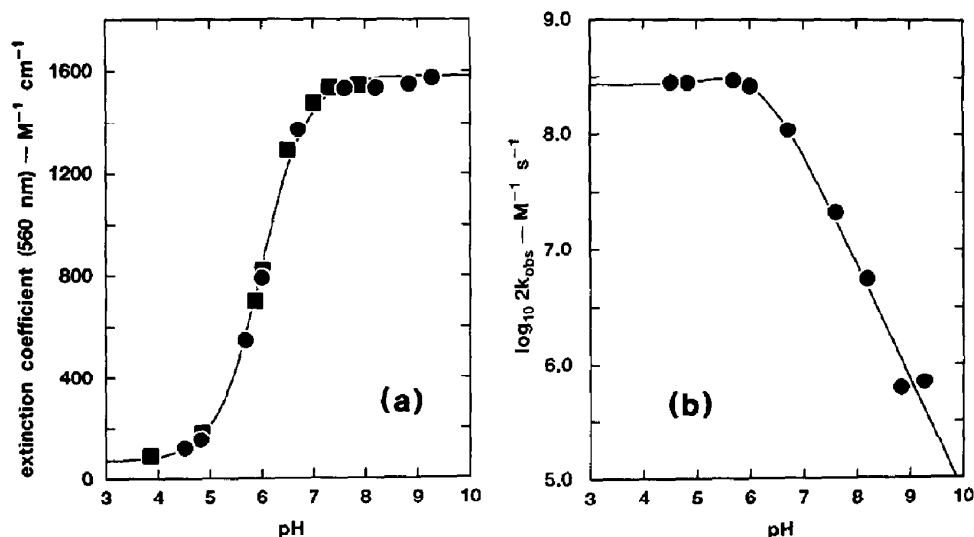 extinction coefficient (560 nm) — M⁻¹ cm⁻¹
1600
1200
800
400
0
3 4 5 6 7 8 9 10
pH
(a)
log₁₀ 2k_obs — M⁻¹ s⁻¹
9.0
8.0
7.0
6.0
5.0
3 4 5 6 7 8 9 10
pH
(b)